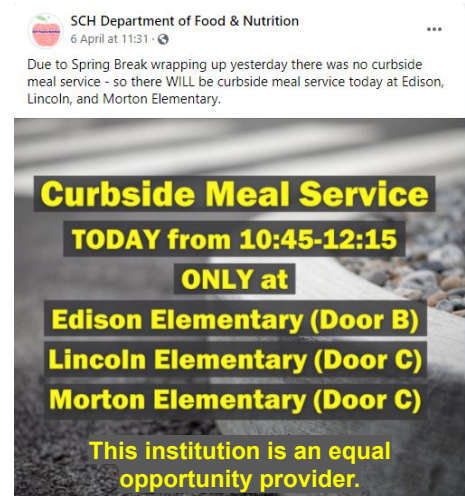 SCH Department of Food & Nutrition
6 April at 11:31 ·
Due to Spring Break wrapping up yesterday there was no curbside
meal service - so there WILL be curbside meal service today at Edison,
Lincoln, and Morton Elementary.
Curbside Meal Service
TODAY from 10:45-12:15
ONLY at
Edison Elementary (Door B)
Lincoln Elementary (Door C)
Morton Elementary (Door C)
This institution is an equal
opportunity provider.